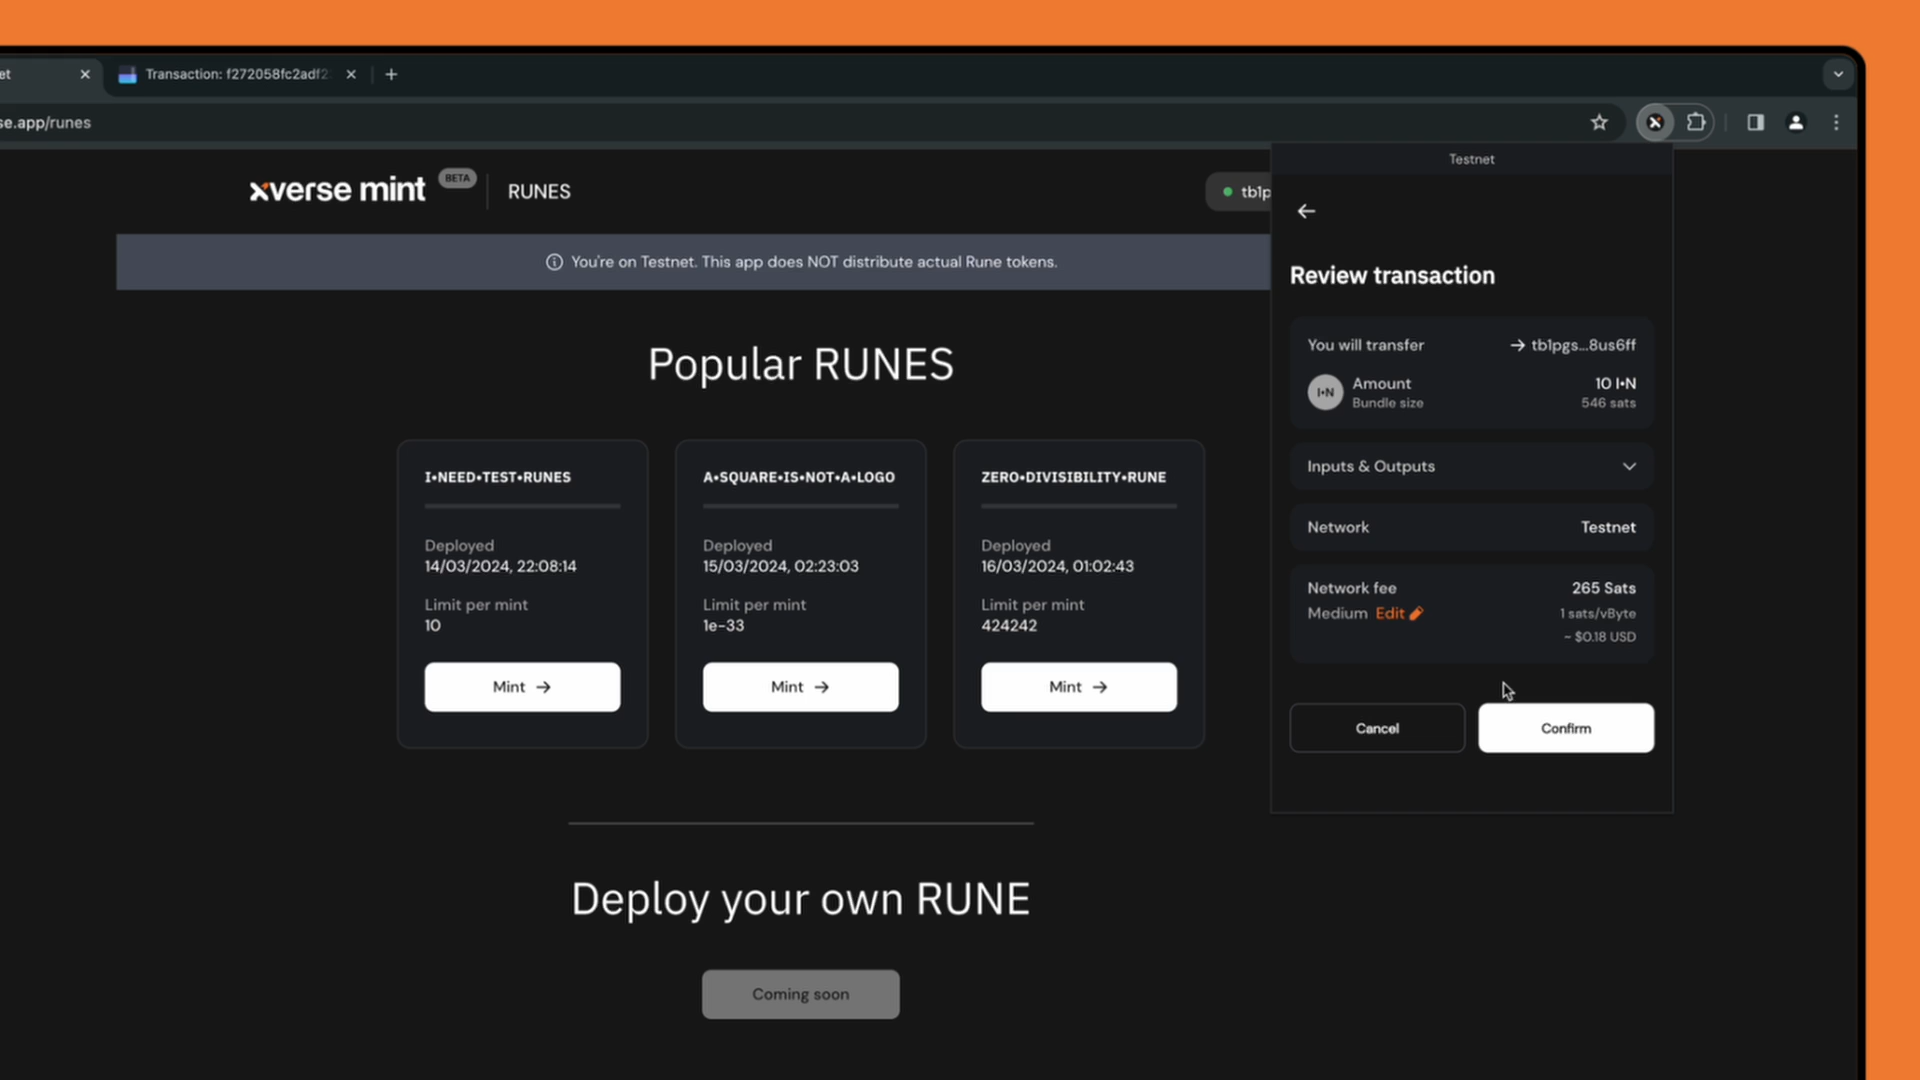 et
Transaction: f272058fc2adf2
se.app/runes
Testnet
xverse mint BETA RUNES
tb1p
You're on Testnet. This app does NOT distribute actual Rune tokens.
Popular RUNES
I•NEED•TEST•RUNES
Deployed
14/03/2024, 22:08:14
Limit per mint
10
Mint →
A•SQUARE•IS•NOT•A•LOGO
Deployed
15/03/2024, 02:23:03
Limit per mint
1e-33
Mint →
ZERO•DIVISIBILITY•RUNE
Deployed
16/03/2024, 01:02:43
Limit per mint
424242
Mint →
Deploy your own RUNE
Coming soon
Review transaction
You will transfer → tb1pgs...8us6ff
I•N
Amount 10 I•N
Bundle size 546 sats
Inputs & Outputs
Network Testnet
Network fee 265 Sats
Medium Edit 1 sats/vByte
~ $0.18 USD
Cancel Confirm